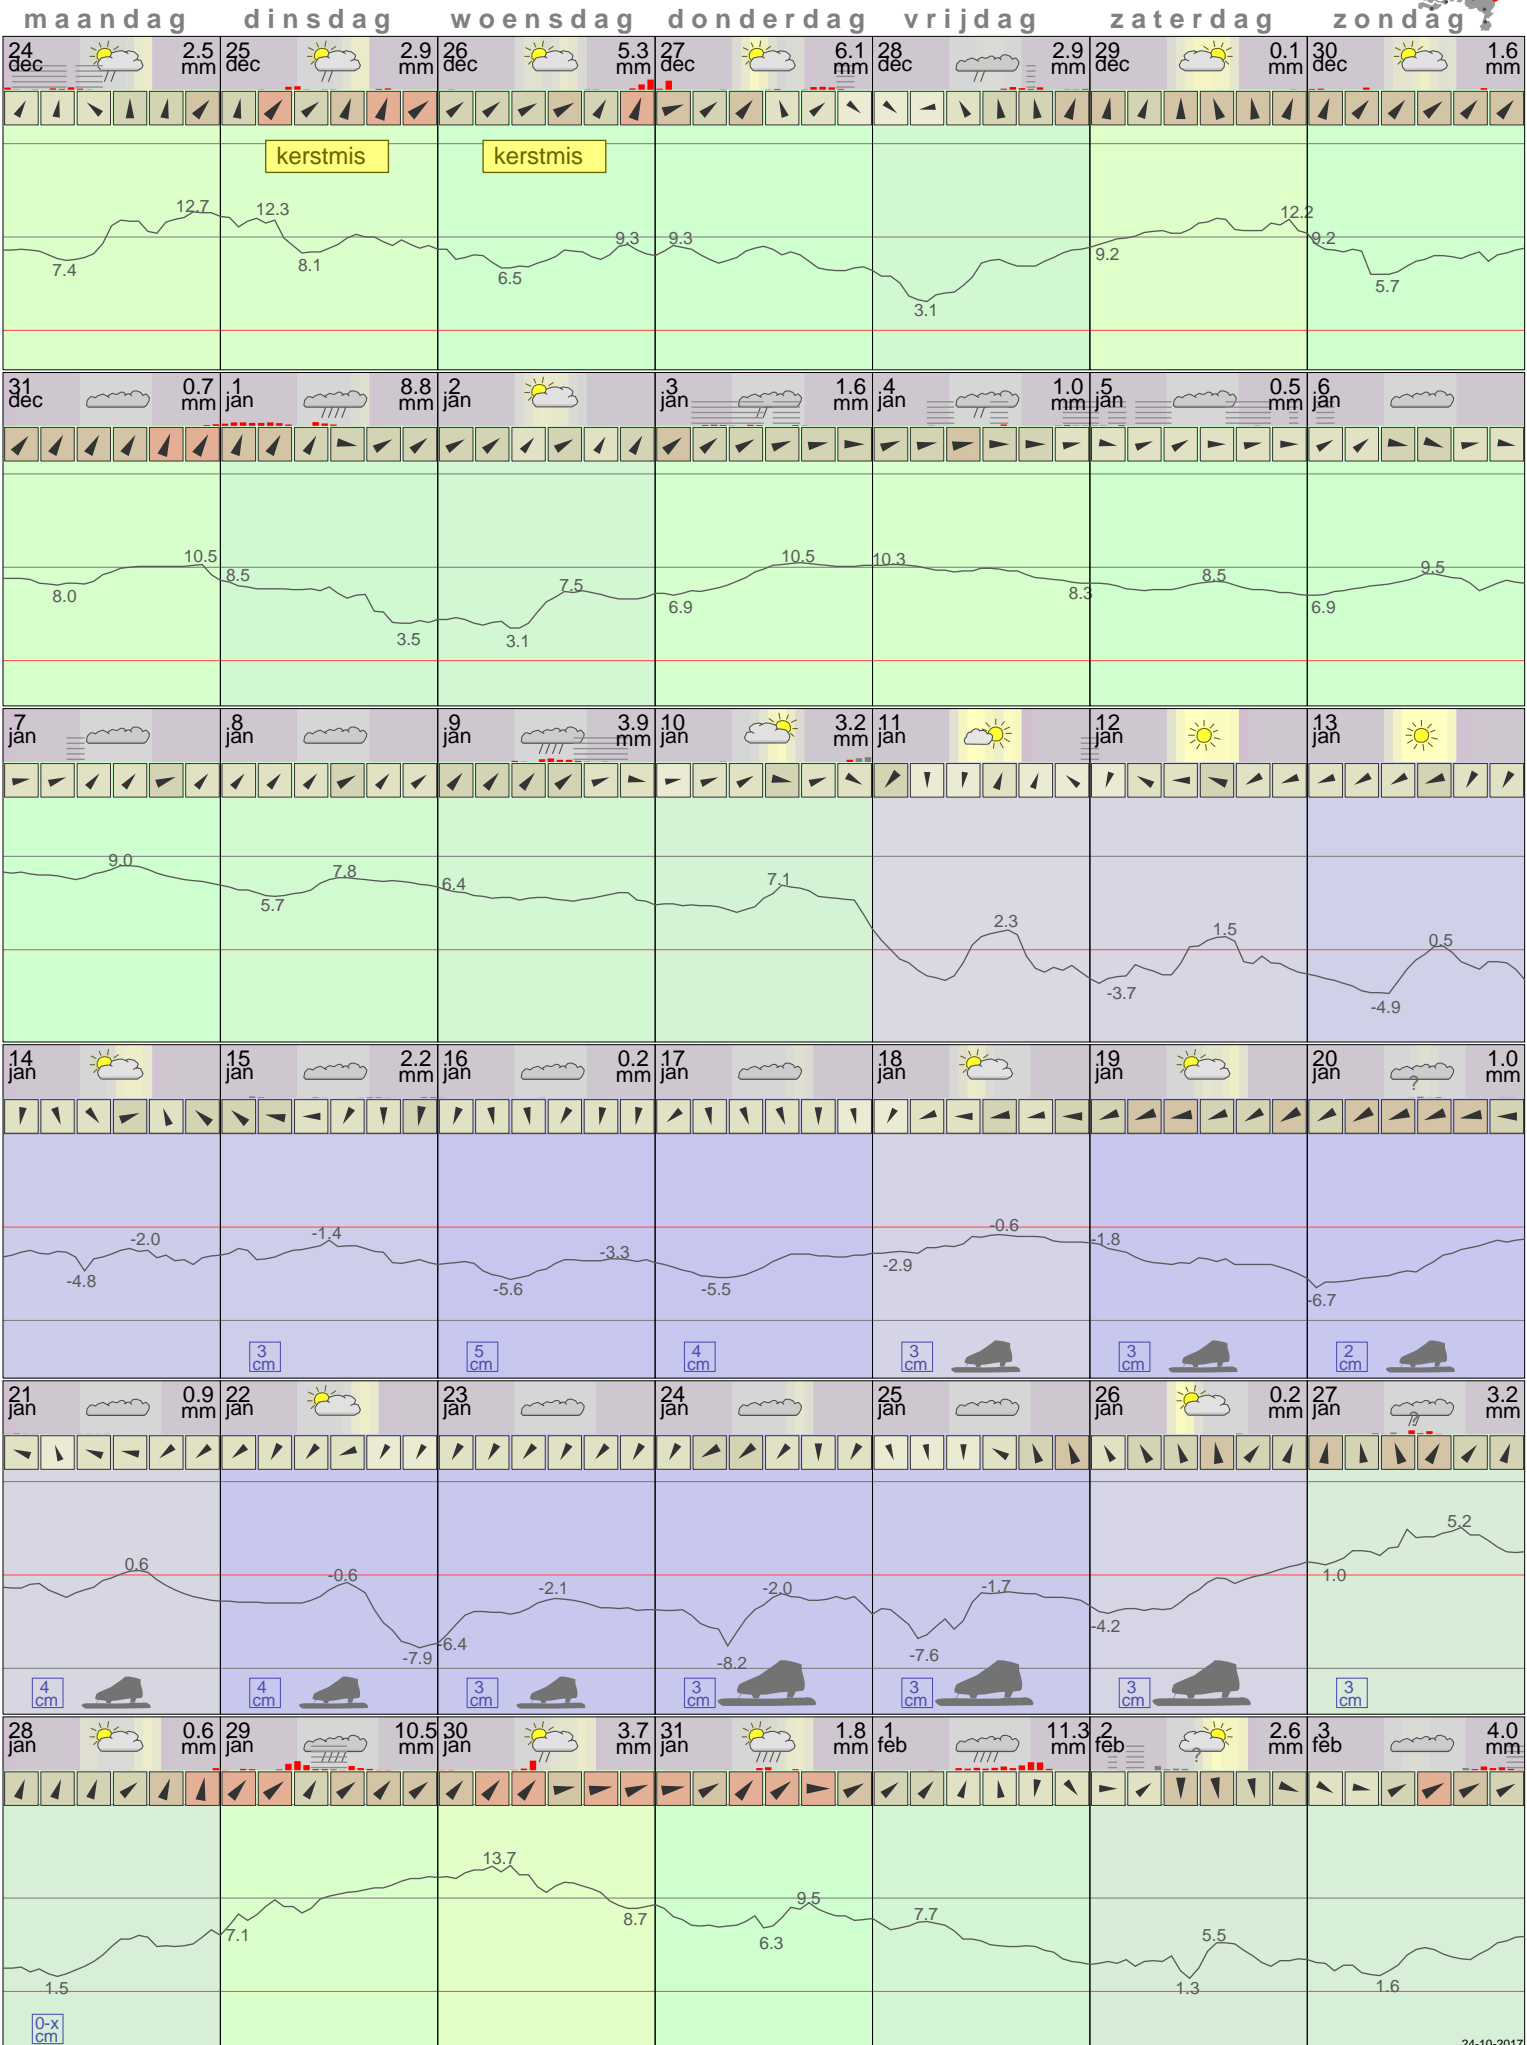 maandag dinsdag woensdag donderdag vrijdag zaterdag zondag
24 2.5 25 2.9 26 5.3 27 6.1 28 2.9 29 0.1 30 1.6
dec mm dec mm dec mm dec mm dec mm dec mm dec mm
kerstmis kerstmis
12.7 12.3 9.3 9.3 12.2 9.2
7.4 8.1 6.5 3.1 9.2 5.7
31 0.7 1 8.8 2 3 1.6 4 1.0 5 0.5 6
dec mm jan mm jan jan mm jan mm jan mm jan
10.5 8.5 7.5 10.5 10.3 8.5 9.5
8.0 3.5 3.1 6.9 8.3 6.9
7 8 9 3.9 10 3.2 11 12 13
jan jan jan mm jan mm jan jan jan
9.0 7.8 6.4 7.1 2.3 1.5 0.5
5.7 -3.7 -4.9
14 15 2.2 16 0.2 17 18 19 20 1.0
jan jan mm jan mm jan jan jan jan mm
?
-2.0 -1.4 -3.3 -0.6 -1.8
-4.8 -5.6 -5.5 -2.9 -6.7
3 5 4 3 3 2
cm cm cm cm cm cm
21 0.9 22 23 24 25 26 0.2 27 3.2
jan mm jan jan jan jan jan mm jan mm
0.6 -0.6 -2.1 -2.0 -1.7 5.2
-7.9 -6.4 -8.2 -7.6 -4.2 1.0
4 4 3 3 3 3 3
cm cm cm cm cm cm cm
28 0.6 29 10.5 30 3.7 31 1.8 1 11.3 2 2.6 3 4.0
jan mm jan mm jan mm jan mm feb mm feb mm feb mm
?
13.7 9.5 7.7 5.5
1.5 7.1 8.7 6.3 1.3 1.6
0-x
cm
24-10-2017